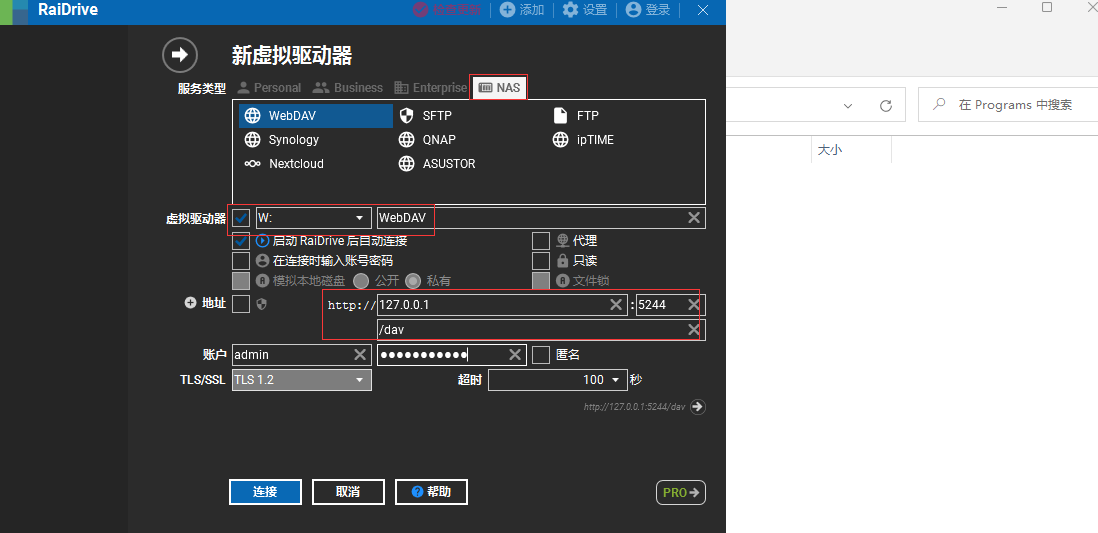 RaiDrive
检查更新 添加 设置 登录
新虚拟驱动器
服务类型 Personal Business Enterprise NAS
在 Programs 中搜索
WebDAV SFTP FTP
大小
Synology QNAP ipTIME
Nextcloud ASUSTOR
虚拟驱动器 W: WebDAV
启动 RaiDrive 后自动连接 代理
在连接时输入账号密码 只读
模拟本地磁盘 公开 私有 文件锁
地址 http:// 127.0.0.1 : 5244
/dav
账户 admin ●●●●●●●●●●● 匿名
TLS/SSL TLS 1.2 超时 100 秒
http://127.0.0.1:5244/dav
连接 取消 帮助 PRO